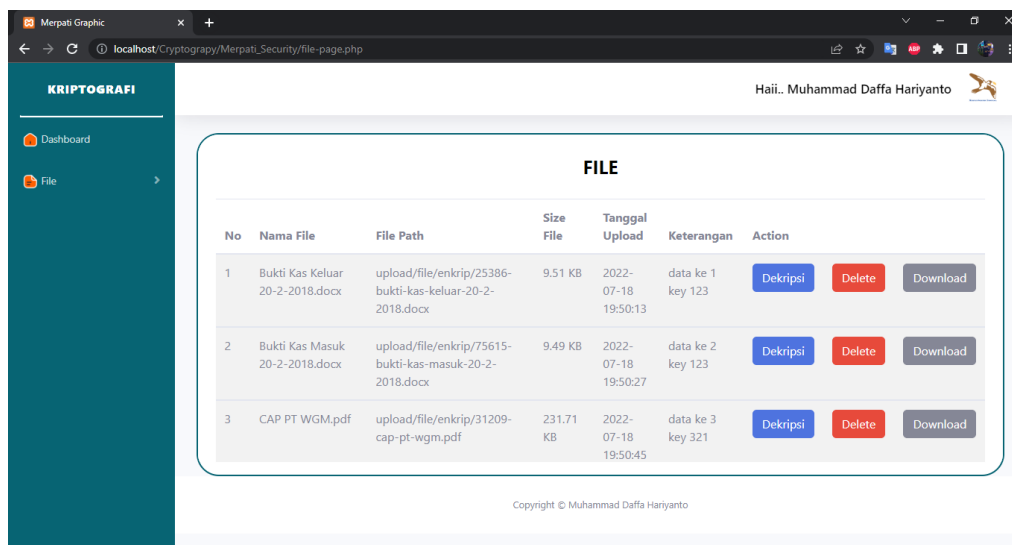 Merpati Graphic
localhost/Cryptograpy/Merpati_Security/file-page.php
ABP
KRIPTOGRAFI
Haii.. Muhammad Daffa Hariyanto
Dashboard
File
FILE
No Nama File File Path Size File Tanggal Upload Keterangan Action
1 Bukti Kas Keluar upload/file/enkrip/25386- 9.51 KB 2022- data ke 1 Dekripsi Delete Download
20-2-2018.docx bukti-kas-keluar-20-2- 07-18 key 123
2018.docx 19:50:13
2 Bukti Kas Masuk upload/file/enkrip/75615- 9.49 KB 2022- data ke 2 Dekripsi Delete Download
20-2-2018.docx bukti-kas-masuk-20-2- 07-18 key 123
2018.docx 19:50:27
3 CAP PT WGM.pdf upload/file/enkrip/31209- 231.71 2022- data ke 3 Dekripsi Delete Download
cap-pt-wgm.pdf KB 07-18 key 321
19:50:45
Copyright © Muhammad Daffa Hariyanto